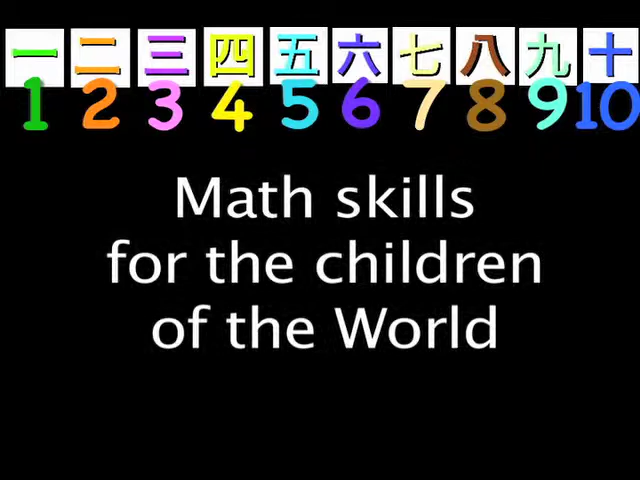 一 二 三 四 五 六 七 八 九 十
1 2 3 4 5 6 7 8 9 10
Math skills
for the children
of the World